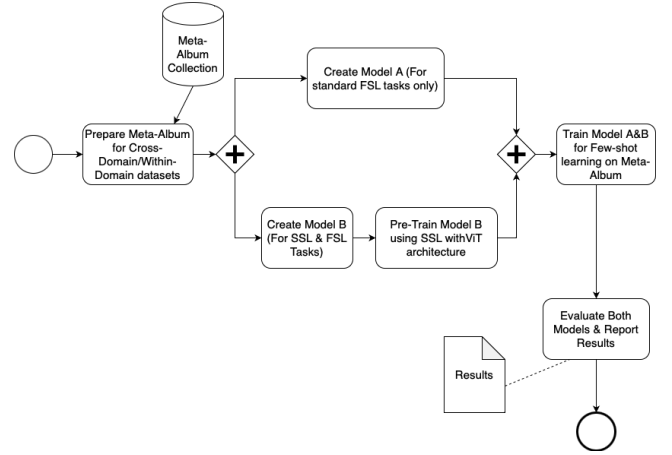 Meta-
Album
Collection
Create Model A (For
standard FSL tasks only)
Prepare Meta-Album
for Cross-
Domain/Within-
Domain datasets
Train Model A&B
for Few-shot
learning on Meta-
Album
Create Model B
(For SSL & FSL
Tasks)
Pre-Train Model B
using SSL withViT
architecture
Evaluate Both
Models & Report
Results
Results